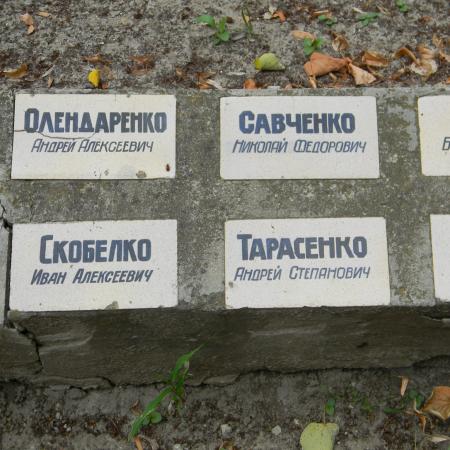 ОЛЕНДАРЕНКО
АНДРЕЙ АЛЕКСЕЕВИЧ
САВЧЕНКО
НИКОЛАЙ ФЕДОРОВИЧ
СКОБЕЛКО
ИВАН АЛЕКСЕЕВИЧ
ТАРАСЕНКО
АНДРЕЙ СТЕПАНОВИЧ